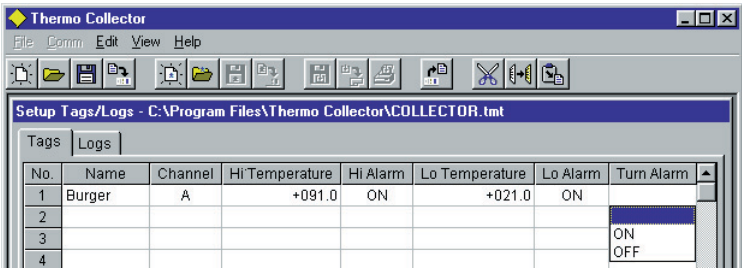 Thermo Collector
File Comm Edit View Help
Setup Tags/Logs - C:\Program Files\Thermo Collector\COLLECTOR.tmt
Tags Logs
No. Name Channel Hi Temperature Hi Alarm Lo Temperature Lo Alarm Turn Alarm
1 Burger A +091.0 ON +021.0 ON
2
3 ON
OFF
4